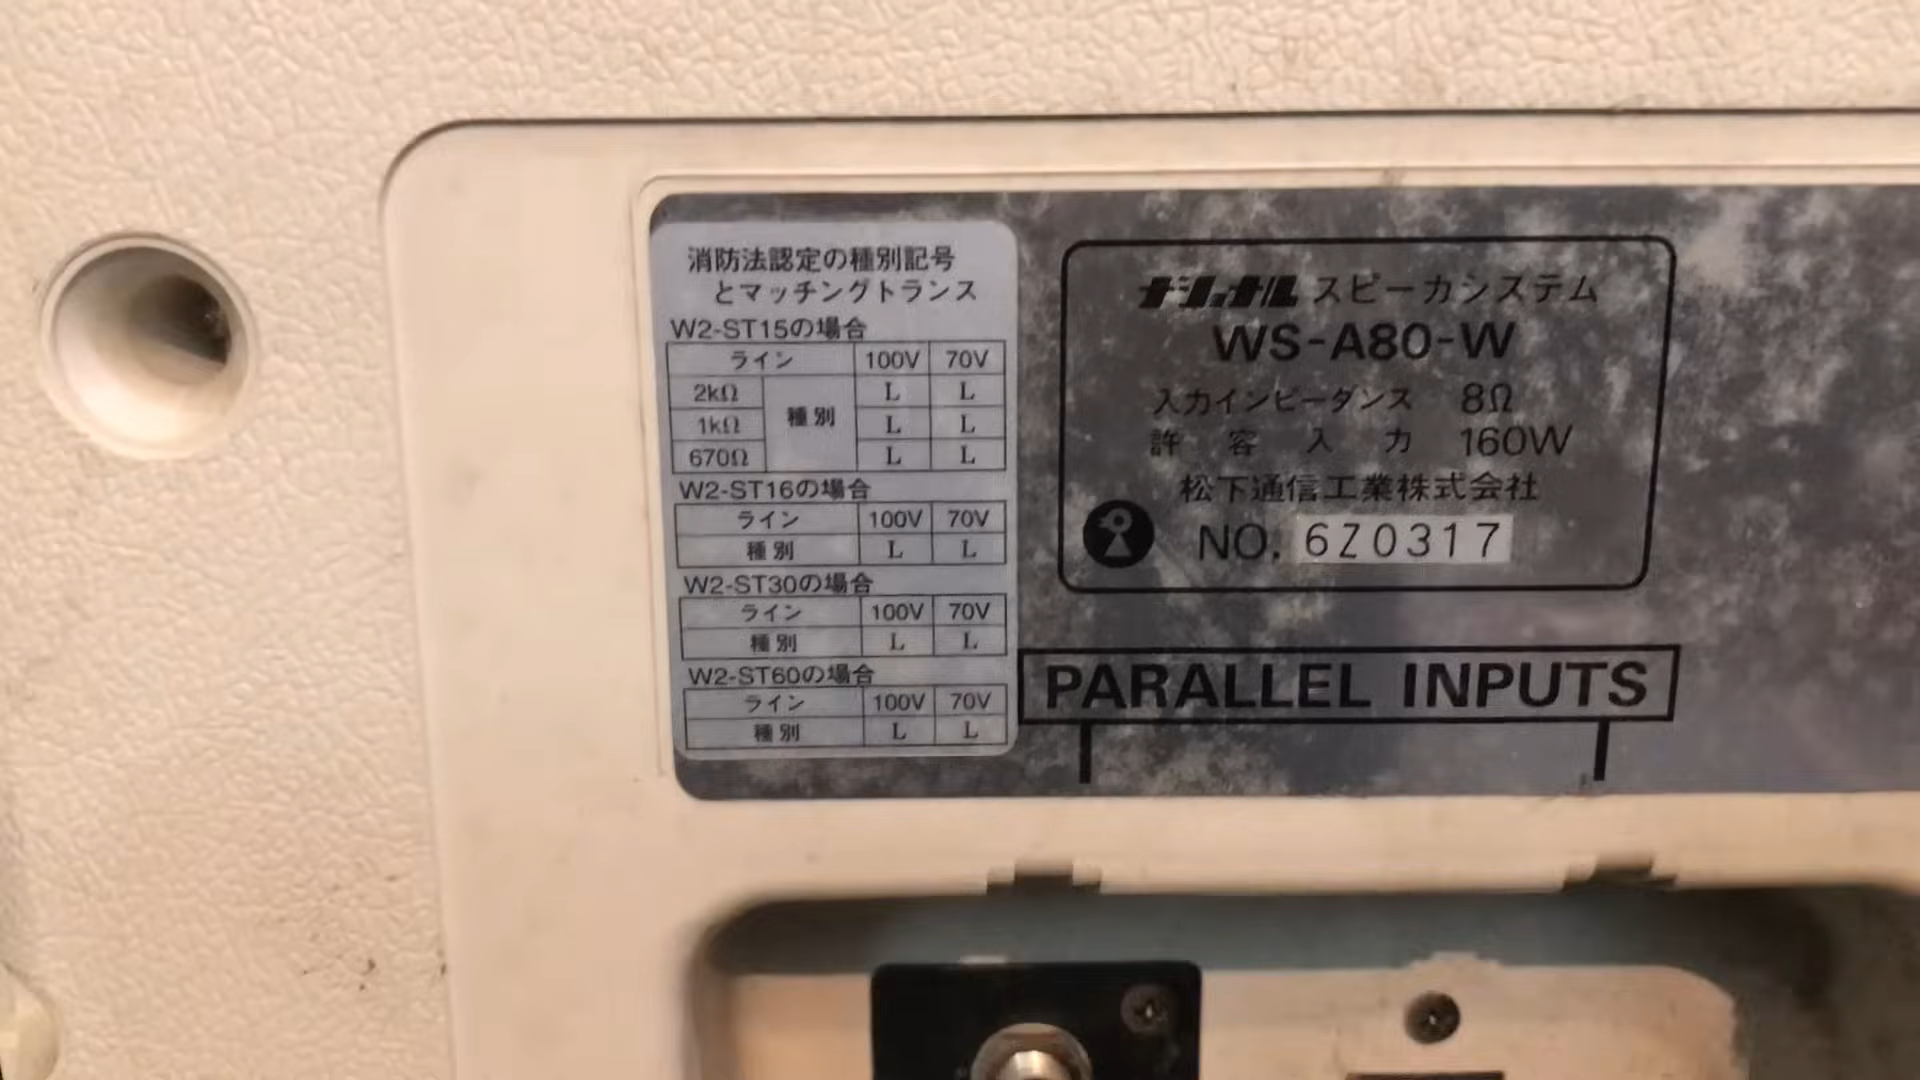 消防法認定の種別記号
とマッチングトランス
W2-ST15の場合
ライン 100V 70V
2kΩ 種別 L L
1kΩ L L
670Ω L L
W2-ST16の場合
ライン 100V 70V
種別 L L
W2-ST30の場合
ライン 100V 70V
種別 L L
W2-ST60の場合
ライン 100V 70V
種別 L L
ナショナル スピーカシステム
WS-A80-W
入力インピーダンス 8Ω
許容入力 160W
松下通信工業株式会社
NO. 6Z0317
PARALLEL INPUTS